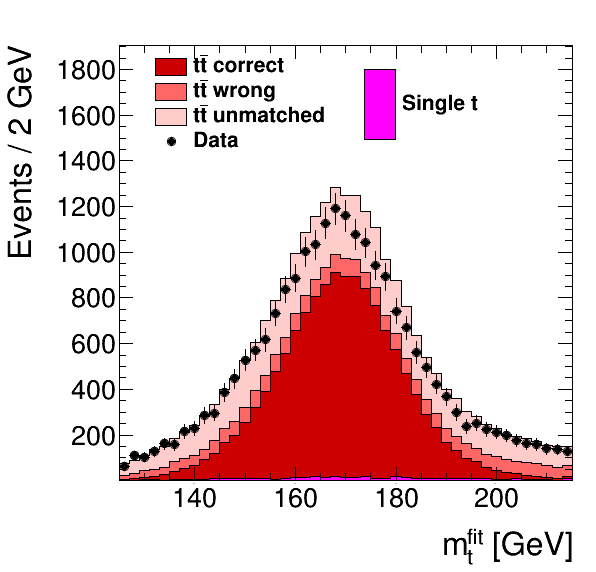 Events / 2 GeV
1800
1600
1400
1200
1000
800
600
400
200
tt̄ correct
tt̄ wrong
tt̄ unmatched
Data
Single t
140 160 180 200
m_t^fit [GeV]